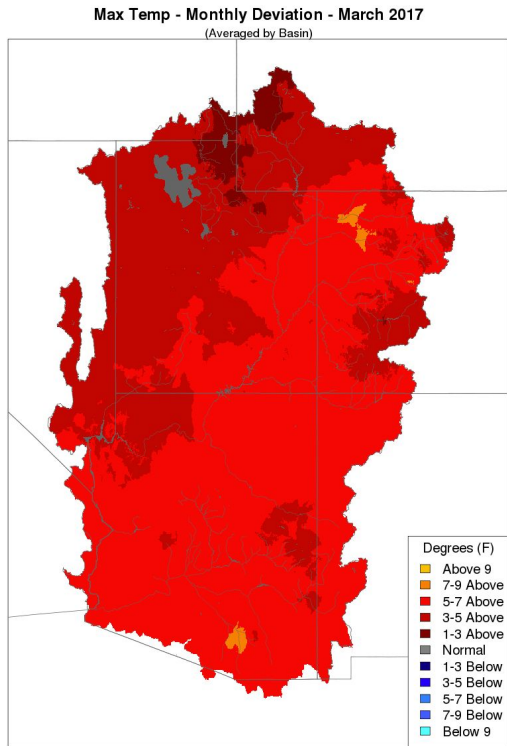 Max Temp - Monthly Deviation - March 2017
(Averaged by Basin)
Degrees (F)
Above 9
7-9 Above
5-7 Above
3-5 Above
1-3 Above
Normal
1-3 Below
3-5 Below
5-7 Below
7-9 Below
Below 9